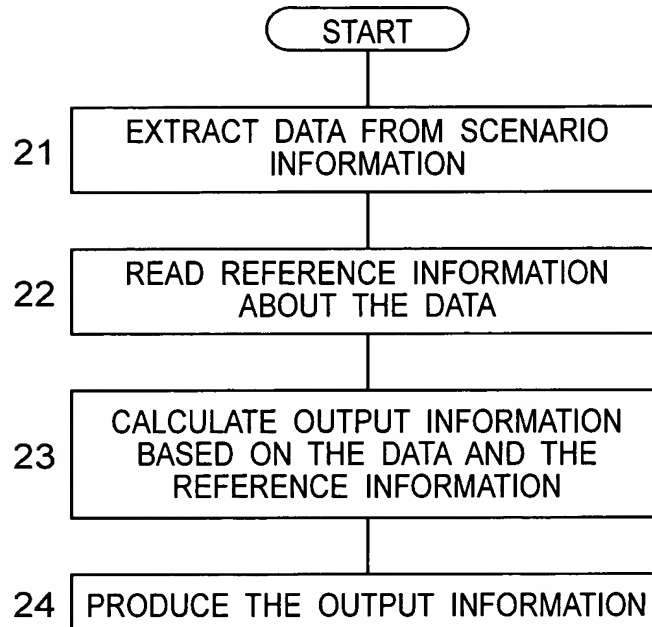 START
21
EXTRACT DATA FROM SCENARIO
INFORMATION
22
READ REFERENCE INFORMATION
ABOUT THE DATA
23
CALCULATE OUTPUT INFORMATION
BASED ON THE DATA AND THE
REFERENCE INFORMATION
24
PRODUCE THE OUTPUT INFORMATION